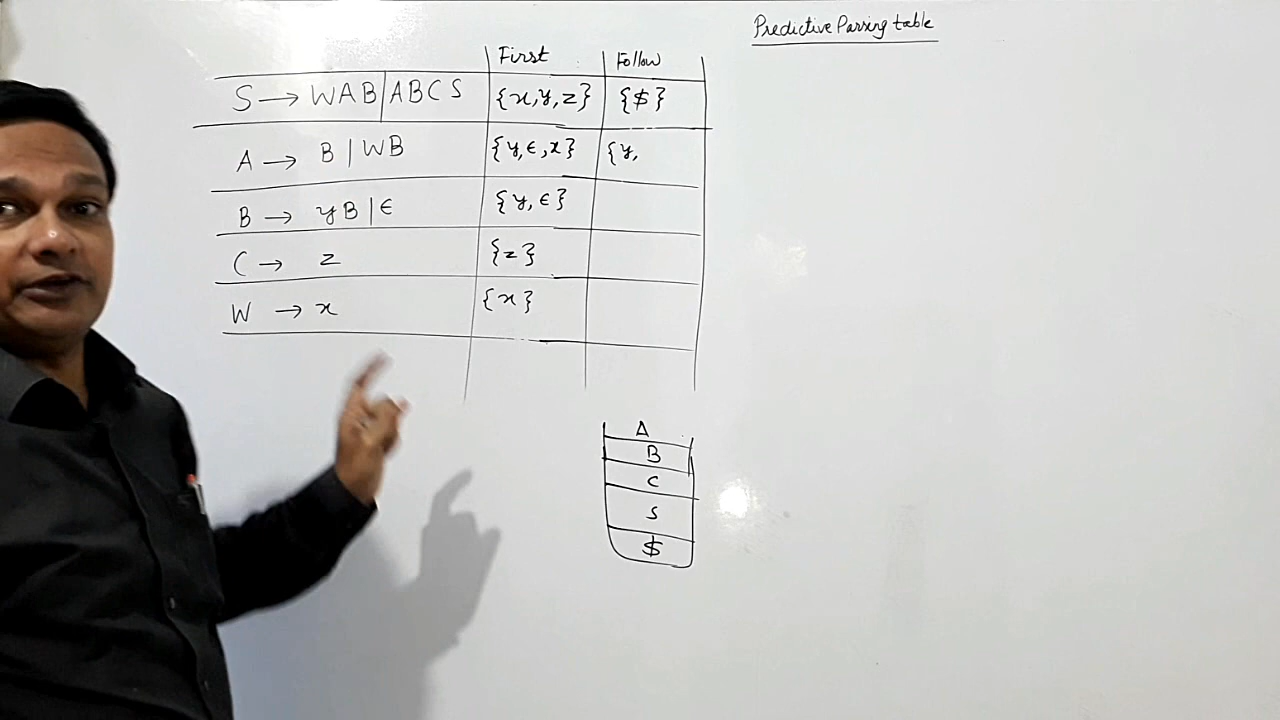 Predictive Parsing table
First Follow
S → WAB|ABCS {x,y,z} {$}
A → B | WB {y,ϵ,x} {y,
B → yB|ϵ {y,ϵ}
C → z {z}
W → x {x}
A
B
C
S
$